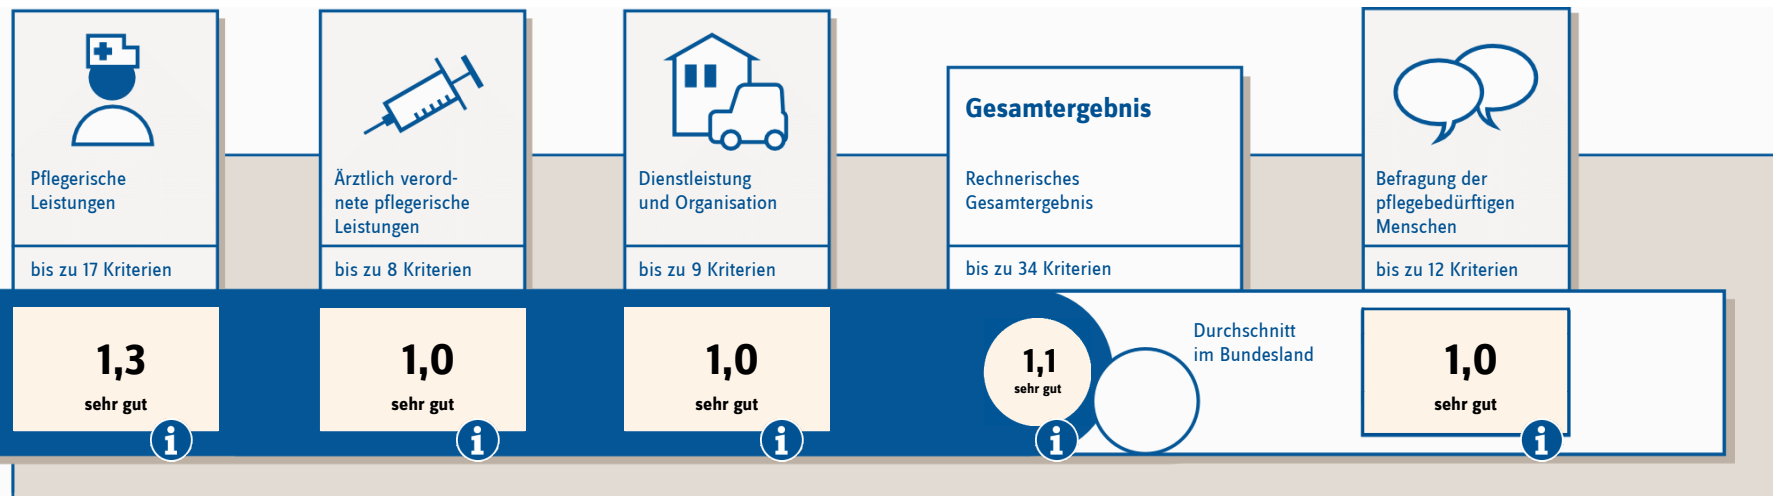 Pflegerische
Leistungen
bis zu 17 Kriterien
1,3
sehr gut
i
Ärztlich verord-
nete pflegerische
Leistungen
bis zu 8 Kriterien
1,0
sehr gut
i
Dienstleistung
und Organisation
bis zu 9 Kriterien
1,0
sehr gut
i
Gesamtergebnis
Rechnerisches
Gesamtergebnis
bis zu 34 Kriterien
1,1
sehr gut
i
Durchschnitt
im Bundesland
Befragung der
pflegebedürftigen
Menschen
bis zu 12 Kriterien
1,0
sehr gut
i